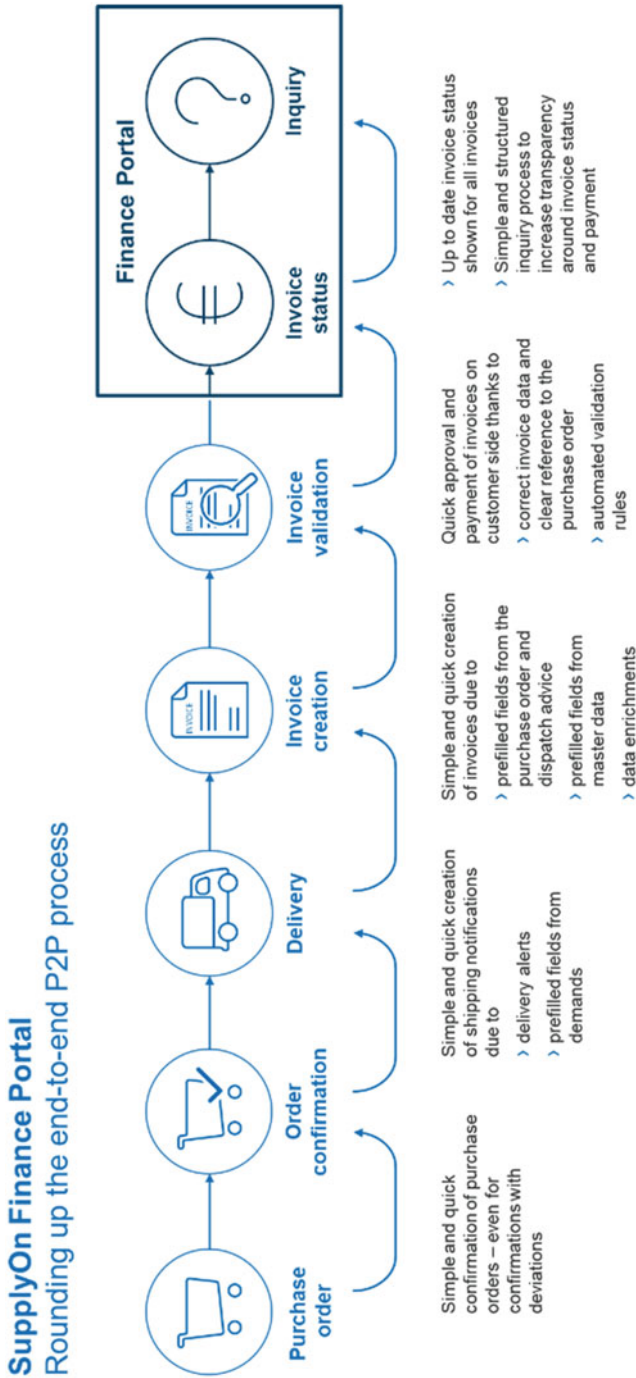 SupplyOn Finance Portal
Rounding up the end-to-end P2P process
Purchase
order
Order
confirmation
Delivery
INVOICE
Invoice
creation
INVOICE
Invoice
validation
Finance Portal
€
Invoice
status
?
Inquiry
Simple and quick
confirmation of purchase
orders – even for
confirmations with
deviations
Simple and quick creation
of shipping notifications
due to
› delivery alerts
› prefilled fields from
demands
Simple and quick creation
of invoices due to
› prefilled fields from the
purchase order and
dispatch advice
› prefilled fields from
master data
› data enrichments
Quick approval and
payment of invoices on
customer side thanks to
› correct invoice data and
clear reference to the
purchase order
› automated validation
rules
› Up to date invoice status
shown for all invoices
› Simple and structured
inquiry process to
increase transparency
around invoice status
and payment